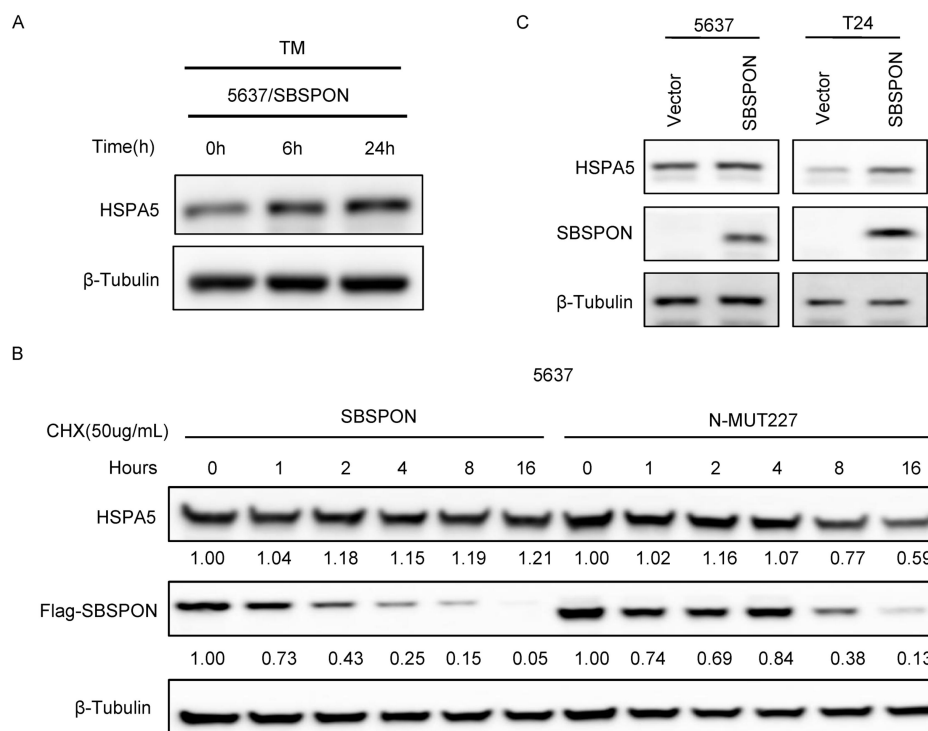 A
TM
5637/SBSPON
Time(h) 0h 6h 24h
HSPA5
β-Tubulin
C
5637 T24
Vector SBSPON Vector SBSPON
HSPA5
SBSPON
β-Tubulin
B
5637
CHX(50ug/mL) SBSPON N-MUT227
Hours 0 1 2 4 8 16 0 1 2 4 8 16
HSPA5
1.00 1.04 1.18 1.15 1.19 1.21 1.00 1.02 1.16 1.07 0.77 0.59
Flag-SBSPON
1.00 0.73 0.43 0.25 0.15 0.05 1.00 0.74 0.69 0.84 0.38 0.13
β-Tubulin